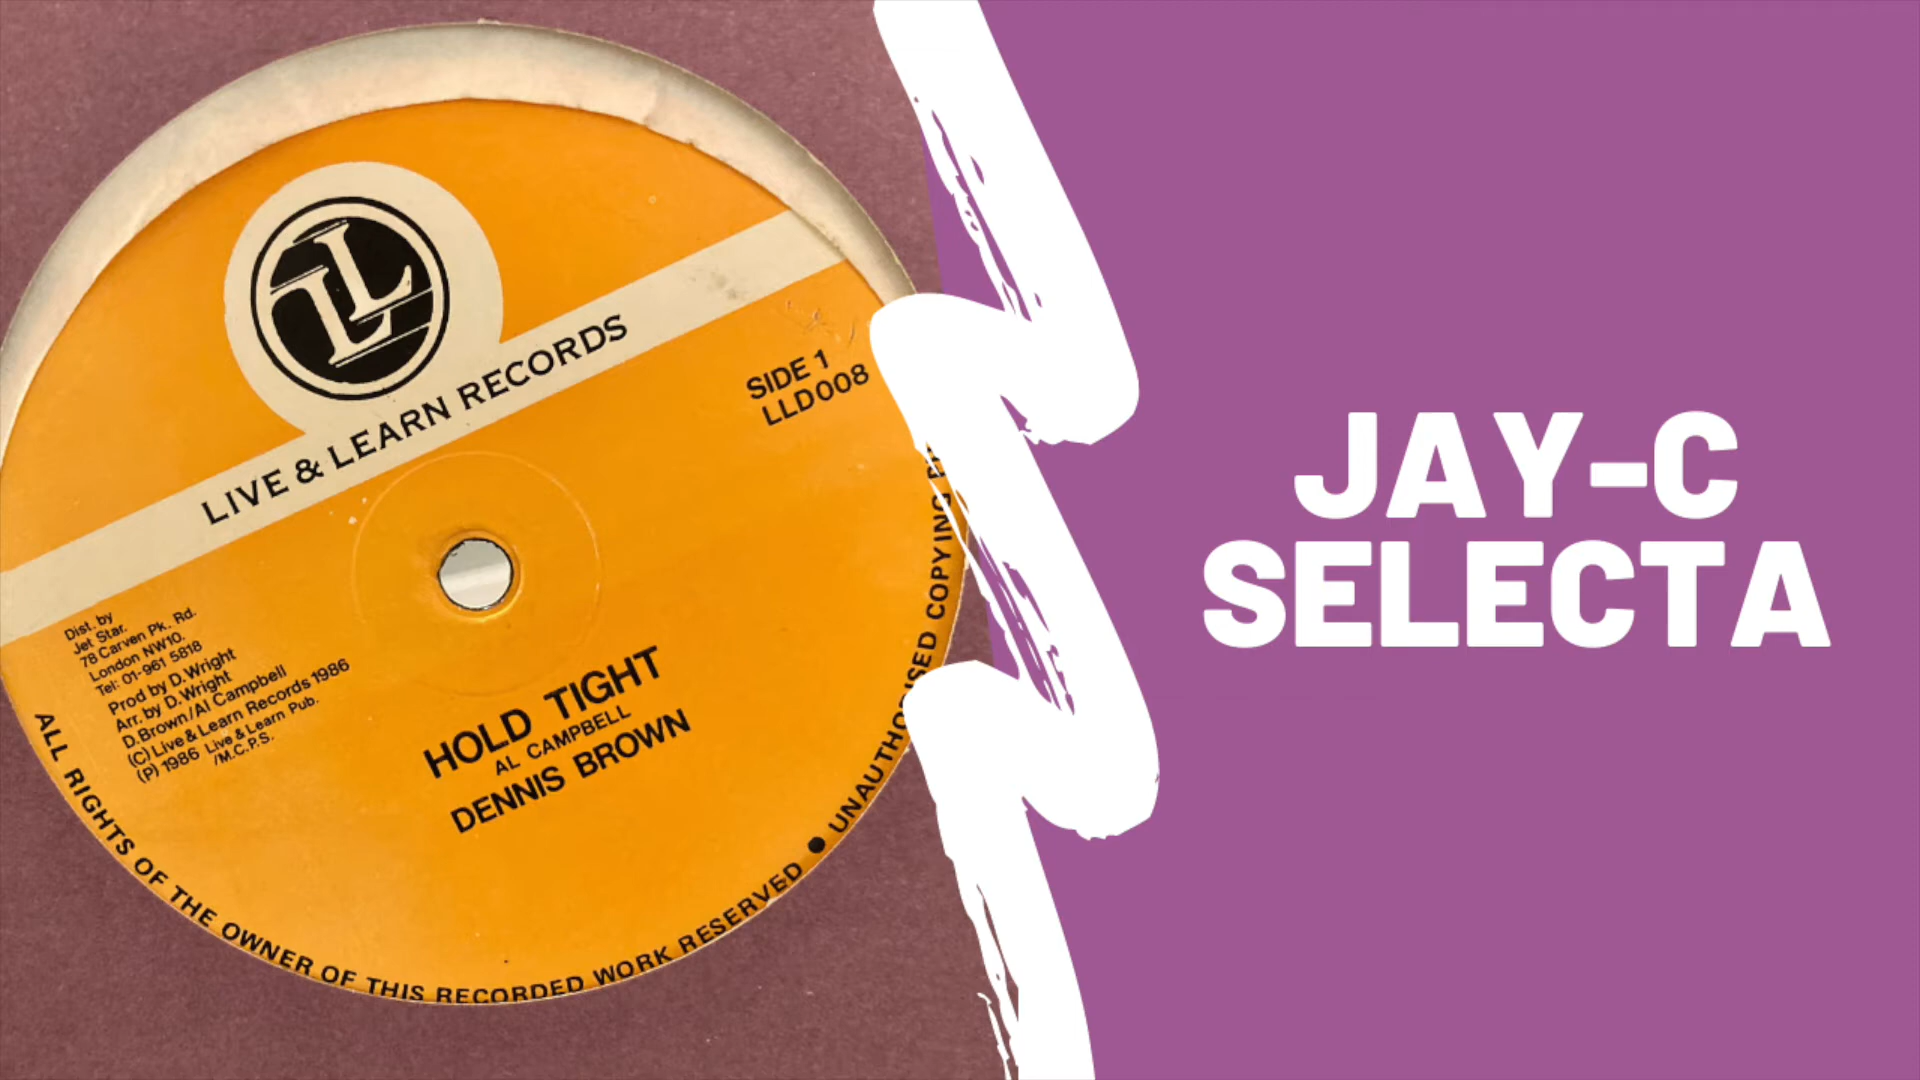 LL
LIVE & LEARN RECORDS
SIDE 1
LLD008
Dist. by
Jet Star.
78 Carven Pk. Rd.
London NW10.
Tel: 01-961 5818
Prod by D. Wright
Arr. by D. Wright
D. Brown/Al Campbell
(C) Live & Learn Records 1986
(P) 1986 Live & Learn Pub.
/M.C.P.S.
HOLD TIGHT
AL CAMPBELL
DENNIS BROWN
ALL RIGHTS OF THE OWNER OF THIS RECORDED WORK RESERVED ● UNAUTHORISED COPYING
JAY-C
SELECTA